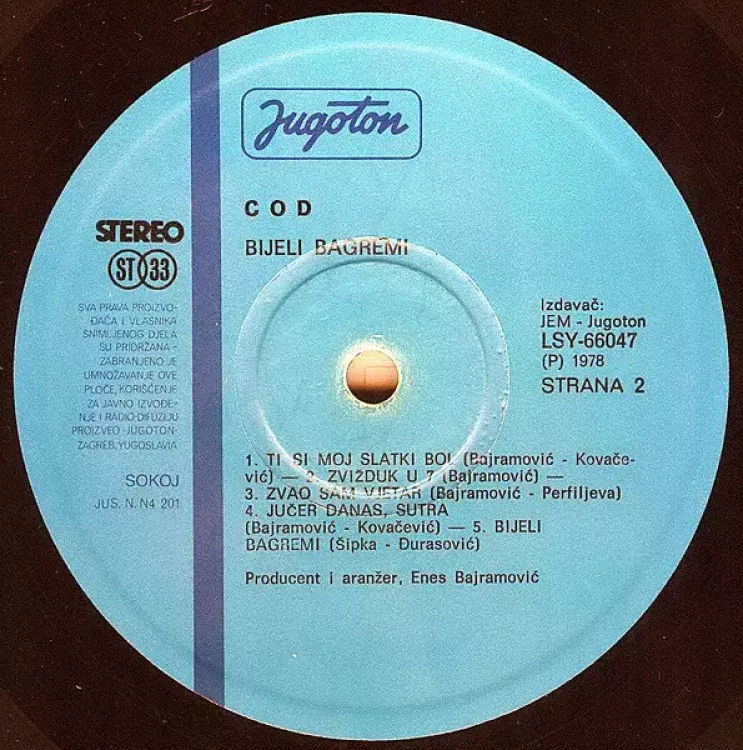 Jugoton
COD
BIJELI BAGREMI
STEREO
ST 33
SVA PRAVA PROIZVO-
ĐAČA I VLASNIKA
SNIMLJENOG DJELA
SU PRIDRŽANA -
ZABRANJENO JE
UMNOŽAVANJE OVE
PLOČE, KORIŠĆENJE
ZA JAVNO IZVOĐE-
NJE I RADIO-DIFUZIJU
PROIZVEO -JUGOTON-
ZAGREB, YUGOSLAVIA
SOKOJ
JUS. N. N4 201
Izdavač:
JEM - Jugoton
LSY-66047
(P) 1978
STRANA 2
1. TI SI MOJ SLATKI BOL (Bajramović - Kovače-
vić) — 2. ZVIŽDUK U 7 (Bajramović) —
3. ZVAO SAM VJETAR (Bajramović - Perfiljeva)
4. JUČER DANAS, SUTRA
(Bajramović - Kovačević) — 5. BIJELI
BAGREMI (Šipka - Đurasović)
Producent i aranžer, Enes Bajramović